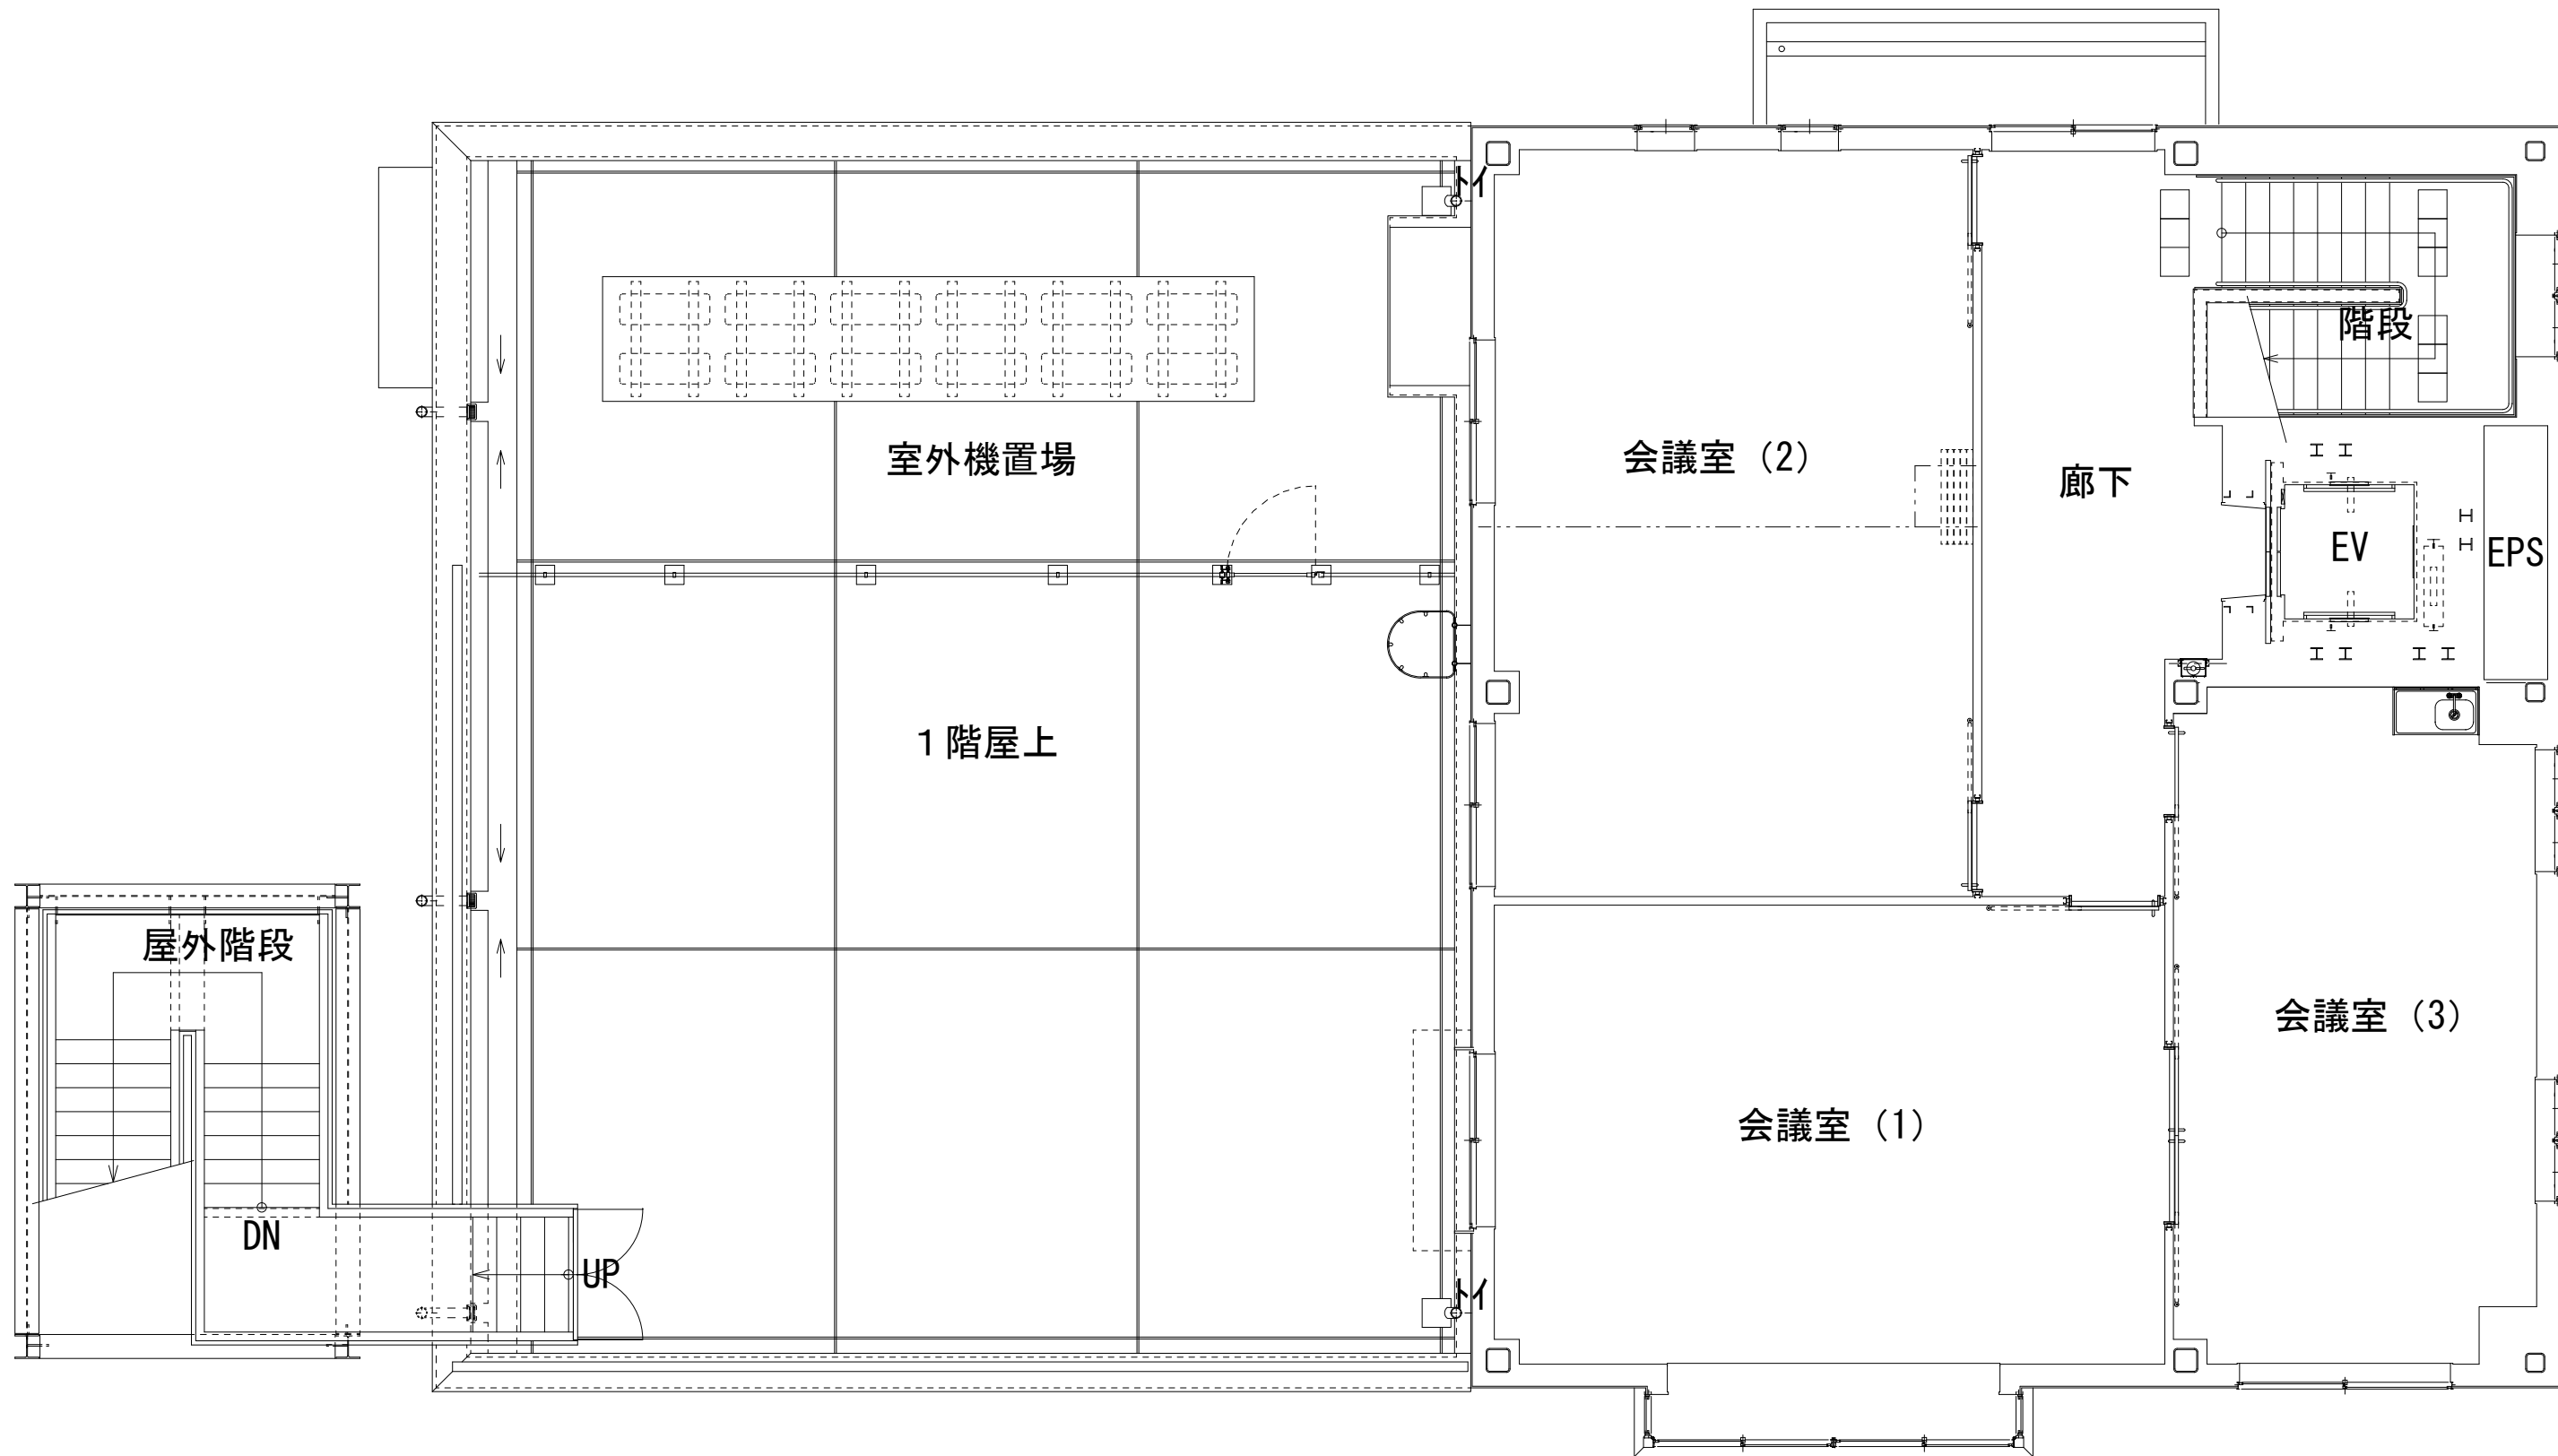 ﾄｲ
階段
室外機置場
会議室（2）
廊下
EV
EPS
１階屋上
屋外階段
会議室（3）
会議室（1）
DN
UP
ﾄｲ